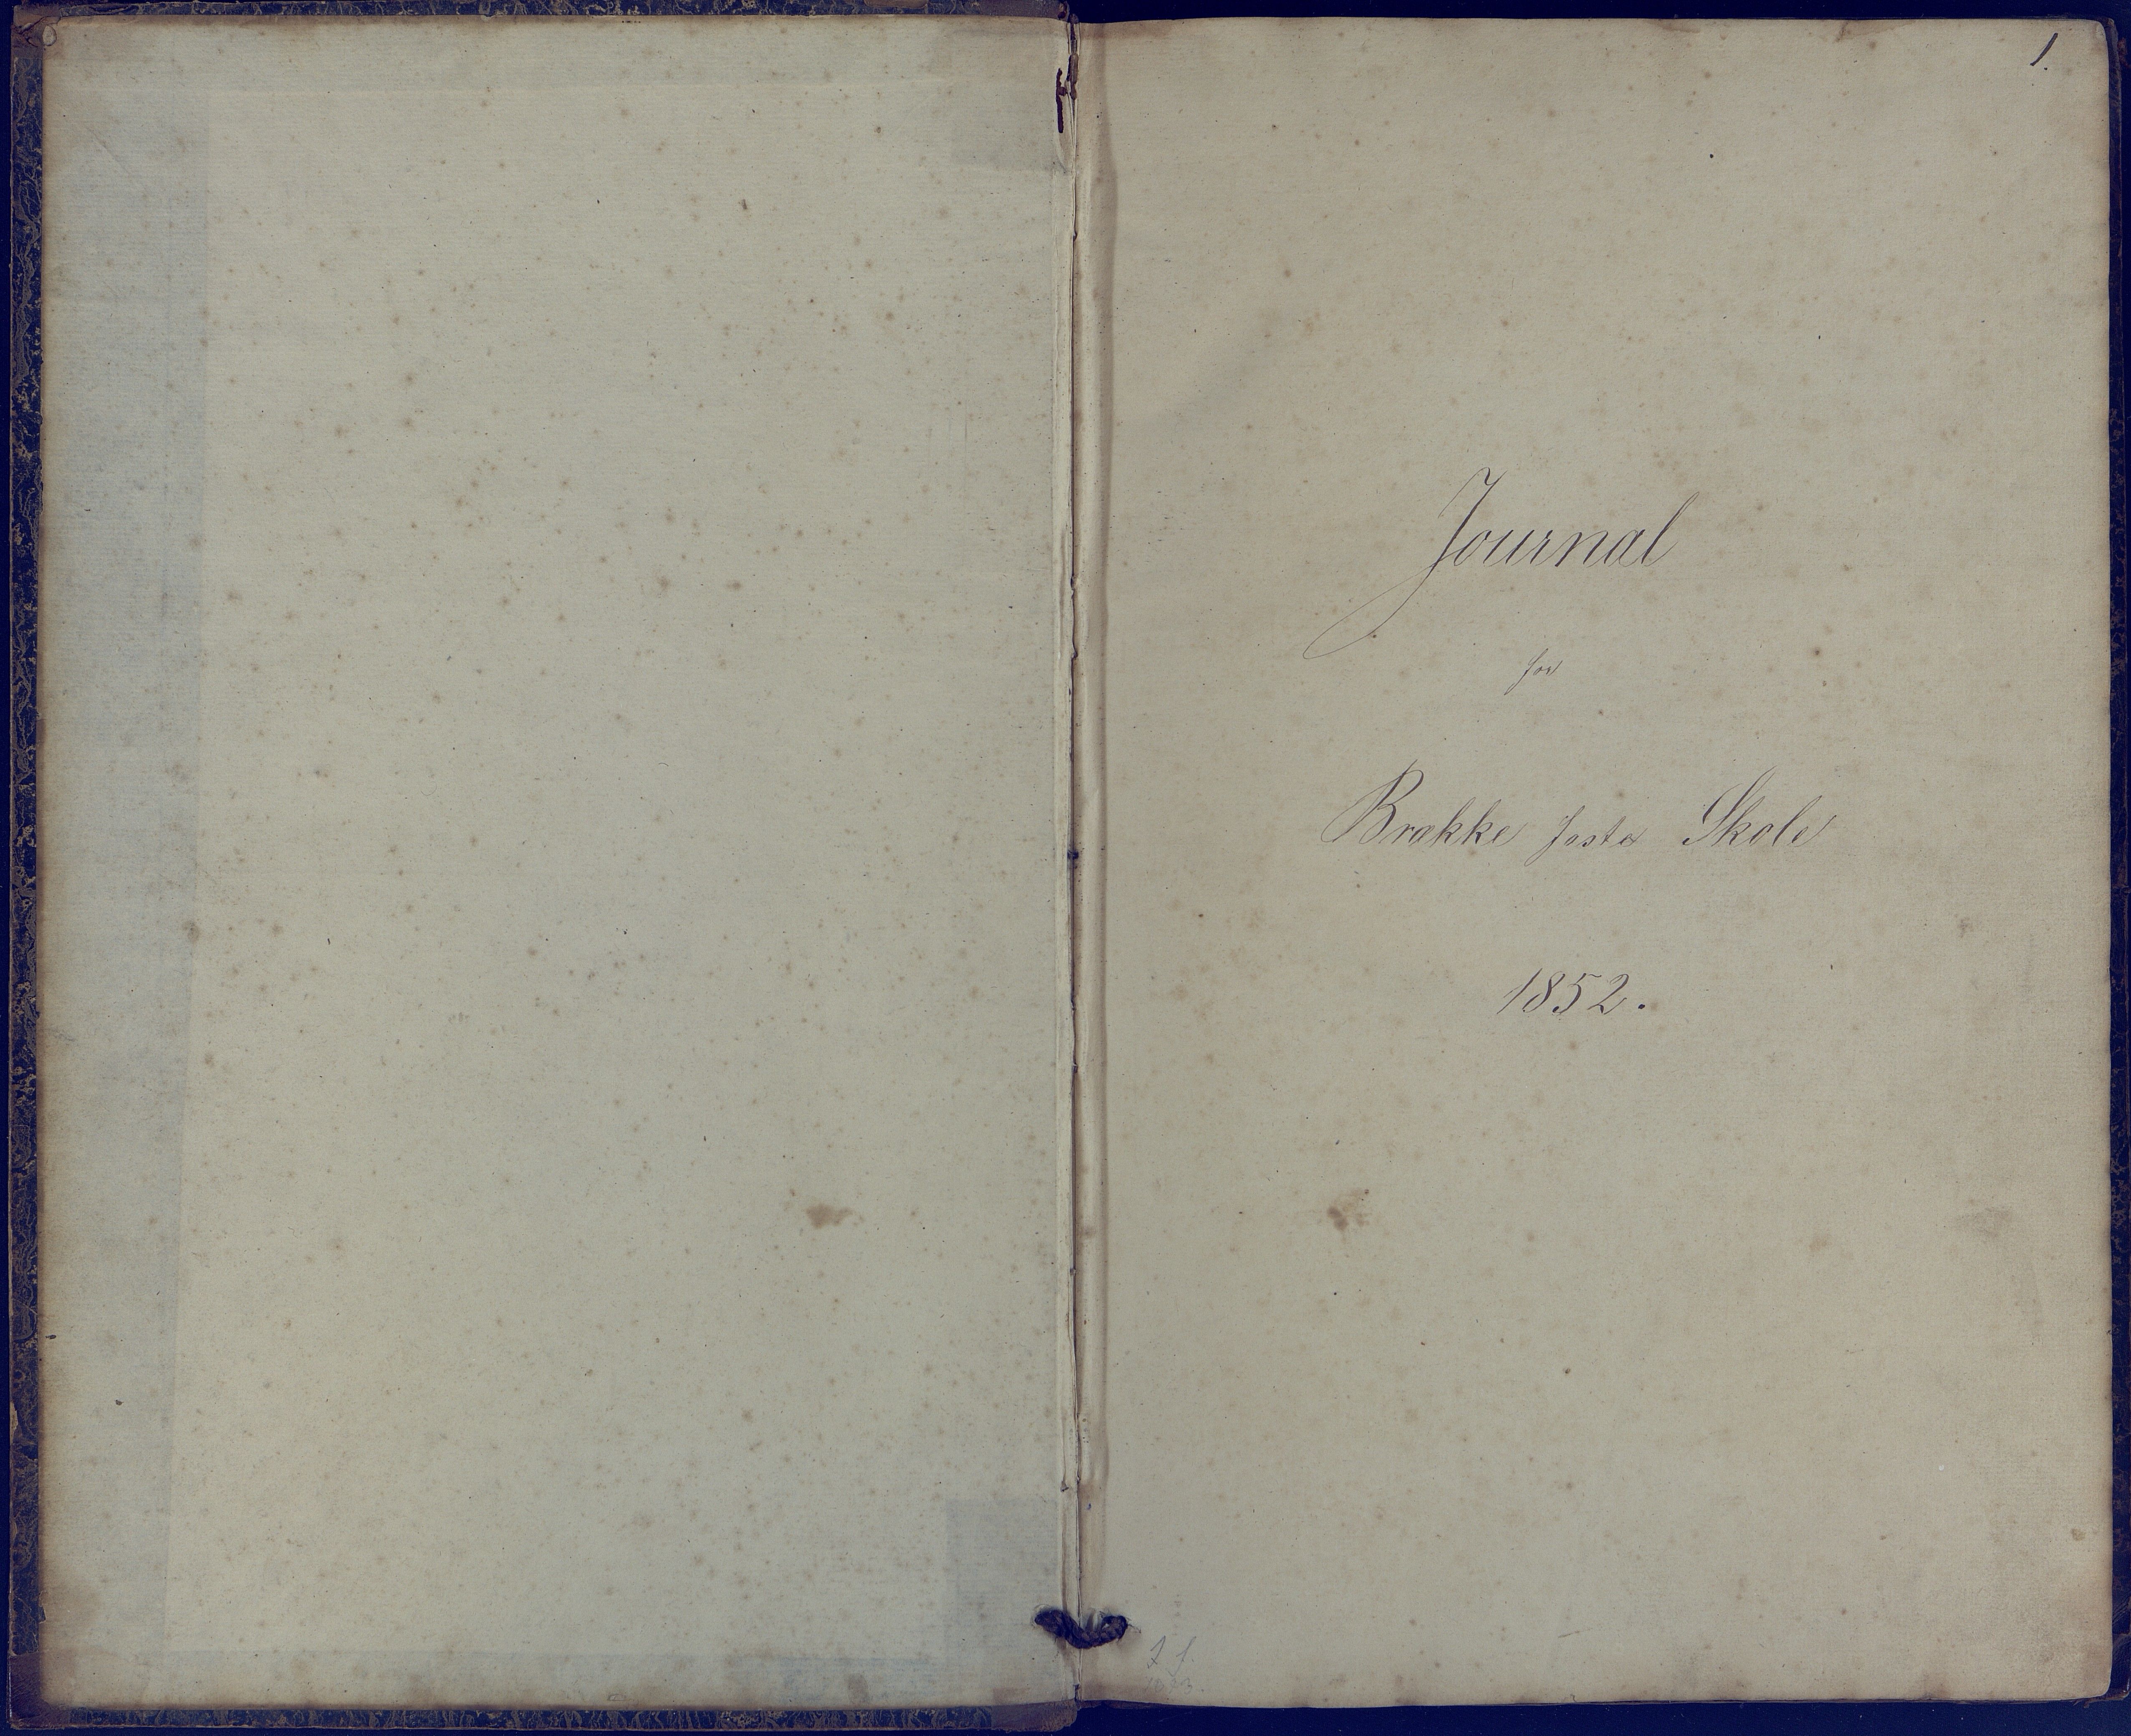 1.
Journal
for
Brække faste Skole
1852.